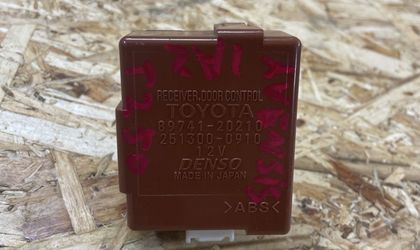 RECEIVER,DOOR CONTROL
TOYOTA
89741-20210
251300-0910
12V
DENSO
MADE IN JAPAN
>ABS<